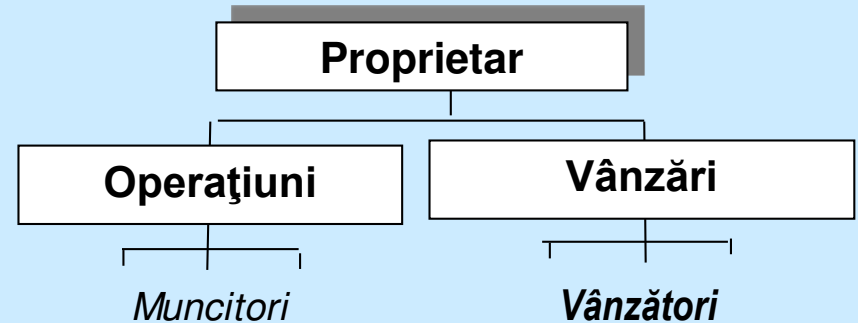 Proprietar
Operaţiuni
Vânzări
Muncitori
Vânzători